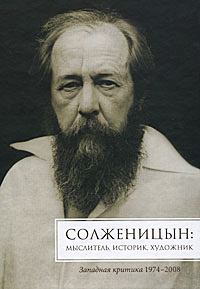 СОЛЖЕНИЦЫН:
МЫСЛИТЕЛЬ, ИСТОРИК, ХУДОЖНИК
Западная критика 1974–2008